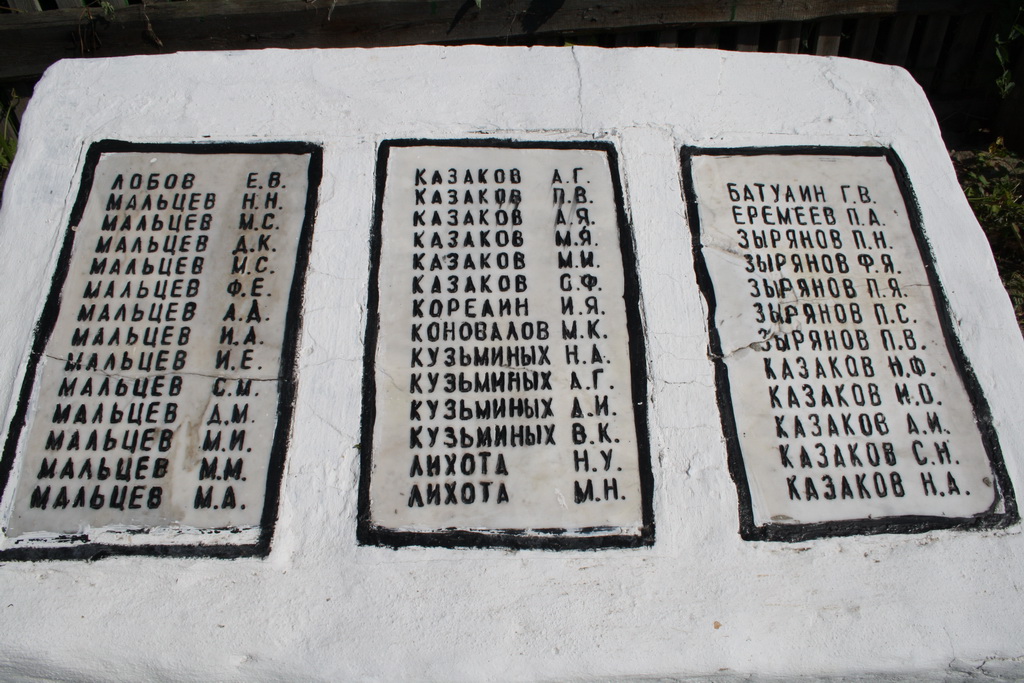 ЛОБОВ Е.В.
МАЛЬЦЕВ Н.Н.
МАЛЬЦЕВ М.С.
МАЛЬЦЕВ Д.К.
МАЛЬЦЕВ И.С.
МАЛЬЦЕВ Ф.Е.
МАЛЬЦЕВ А.Д.
МАЛЬЦЕВ И.А.
МАЛЬЦЕВ И.Е.
МАЛЬЦЕВ С.М.
МАЛЬЦЕВ Д.М.
МАЛЬЦЕВ М.И.
МАЛЬЦЕВ М.М.
МАЛЬЦЕВ М.А.
КАЗАКОВ А.Г.
КАЗАКОВ П.В.
КАЗАКОВ А.Я.
КАЗАКОВ М.Я.
КАЗАКОВ М.И.
КАЗАКОВ С.Ф.
КОРЕЛИН И.Я.
КОНОВАЛОВ М.К.
КУЗЬМИНЫХ Н.А.
КУЗЬМИНЫХ А.Г.
КУЗЬМИНЫХ Д.И.
КУЗЬМИНЫХ В.К.
ЛИХОТА Н.У.
ЛИХОТА М.Н.
БАТУЛИН Г.В.
ЕРЕМЕЕВ П.А.
ЗЫРЯНОВ П.Н.
ЗЫРЯНОВ Ф.Я.
ЗЫРЯНОВ П.Я.
ЗЫРЯНОВ П.С.
ЗЫРЯНОВ П.В.
КАЗАКОВ Н.Ф.
КАЗАКОВ И.О.
КАЗАКОВ А.И.
КАЗАКОВ С.Н.
КАЗАКОВ Н.А.